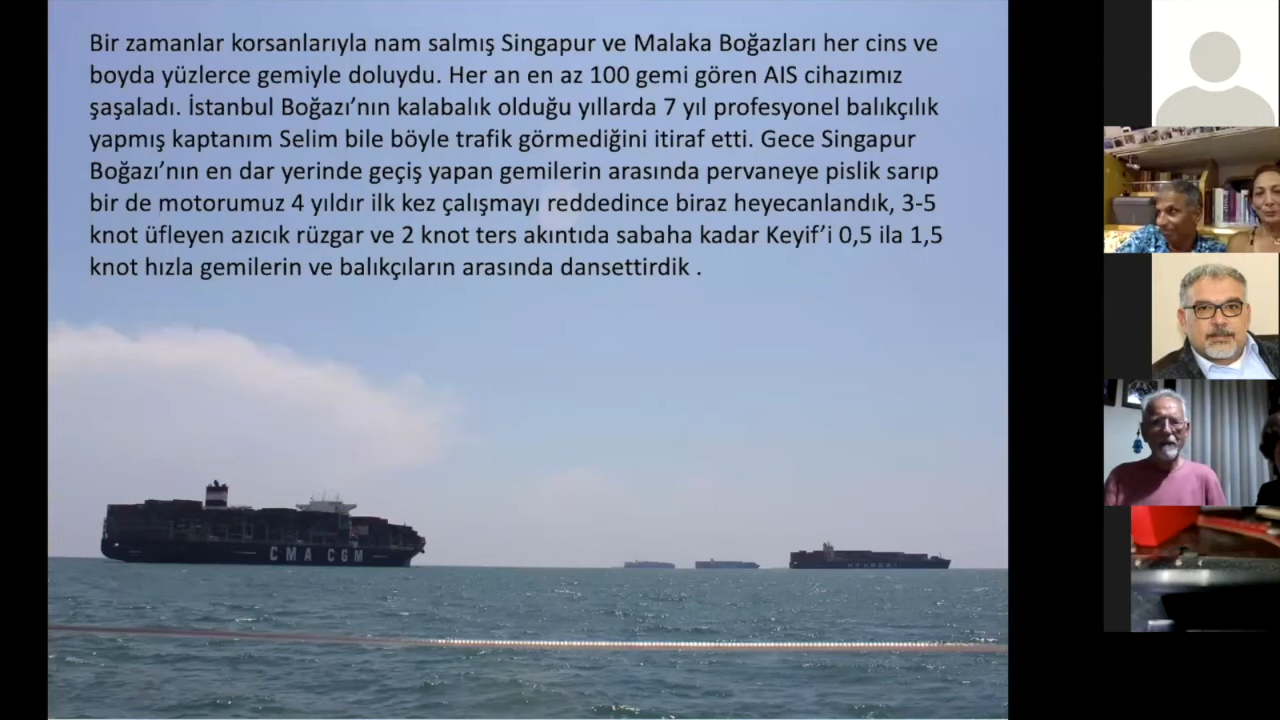 Bir zamanlar korsanlarıyla nam salmış Singapur ve Malaka Boğazları her cins ve
boyda yüzlerce gemiyle doluydu. Her an en az 100 gemi gören AIS cihazımız
şaşaladı. İstanbul Boğazı’nın kalabalık olduğu yıllarda 7 yıl profesyonel balıkçılık
yapmış kaptanım Selim bile böyle trafik görmediğini itiraf etti. Gece Singapur
Boğazı’nın en dar yerinde geçiş yapan gemilerin arasında pervaneye pislik sarıp
bir de motorumuz 4 yıldır ilk kez çalışmayı reddedince biraz heyecanlandık, 3-5
knot üfleyen azıcık rüzgar ve 2 knot ters akıntıda sabaha kadar Keyif’i 0,5 ila 1,5
knot hızla gemilerin ve balıkçıların arasında dansettirdik .
CMA CGM
HYUNDAI